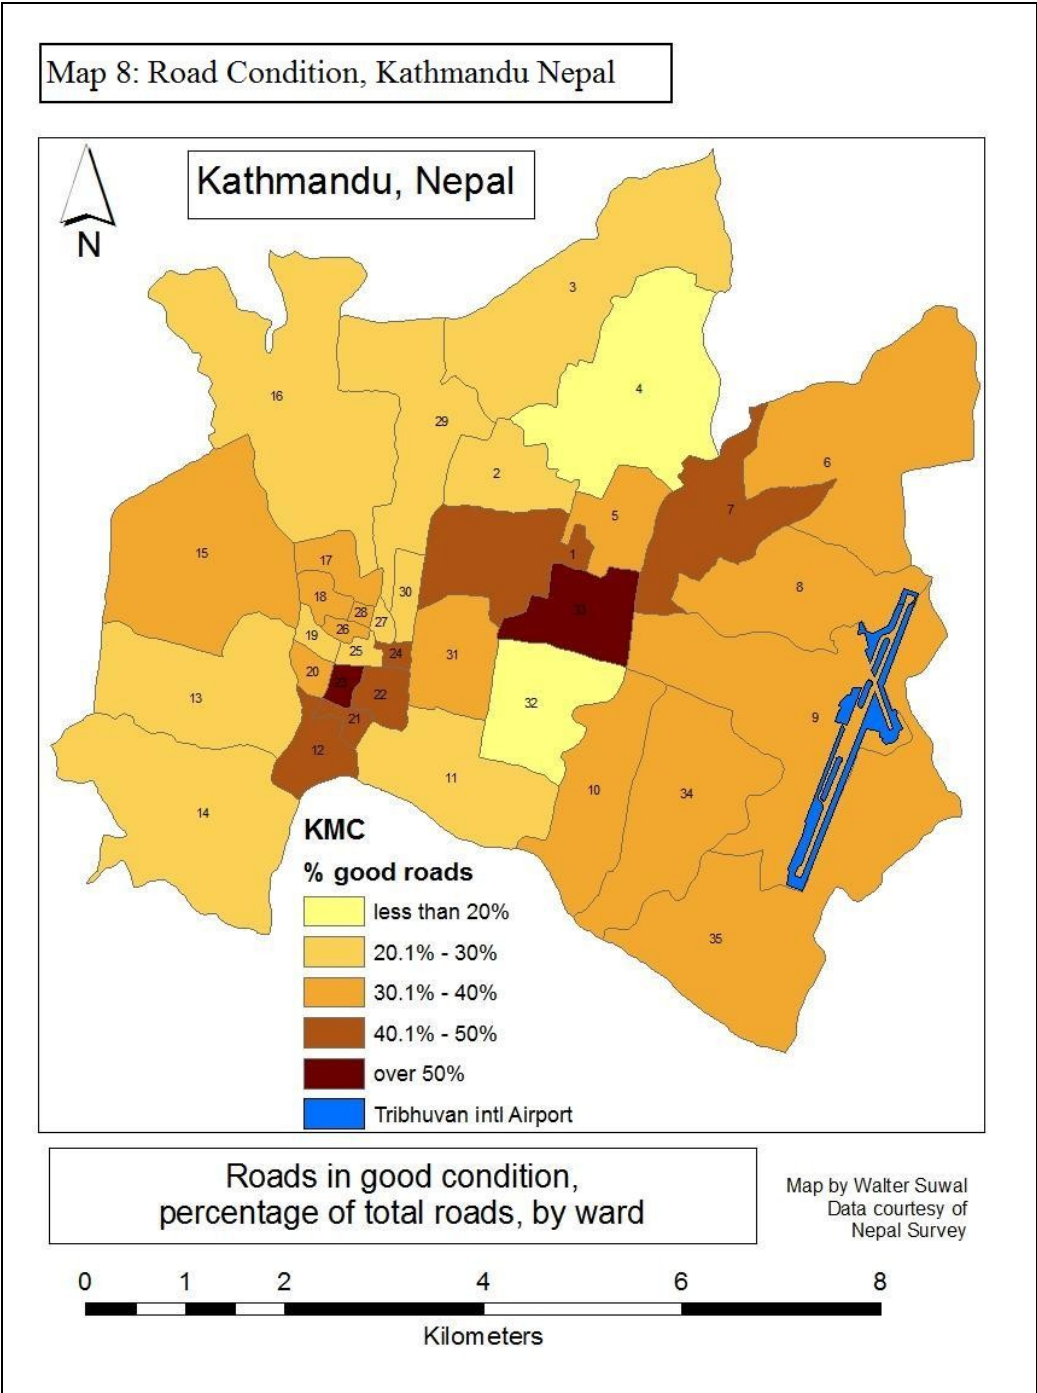 Map 8: Road Condition, Kathmandu Nepal
Kathmandu, Nepal
N
3
4
16
29
6
2
7
5
15
1
17
8
18
30
33
28
27
26
19
25
24
31
20
23
22
13
32
21
9
12
11
10
34
14
35
KMC
% good roads
less than 20%
20.1% - 30%
30.1% - 40%
40.1% - 50%
over 50%
Tribhuvan intl Airport
Roads in good condition,
percentage of total roads, by ward
Map by Walter Suwal
Data courtesy of
Nepal Survey
0 1 2 4 6 8
Kilometers